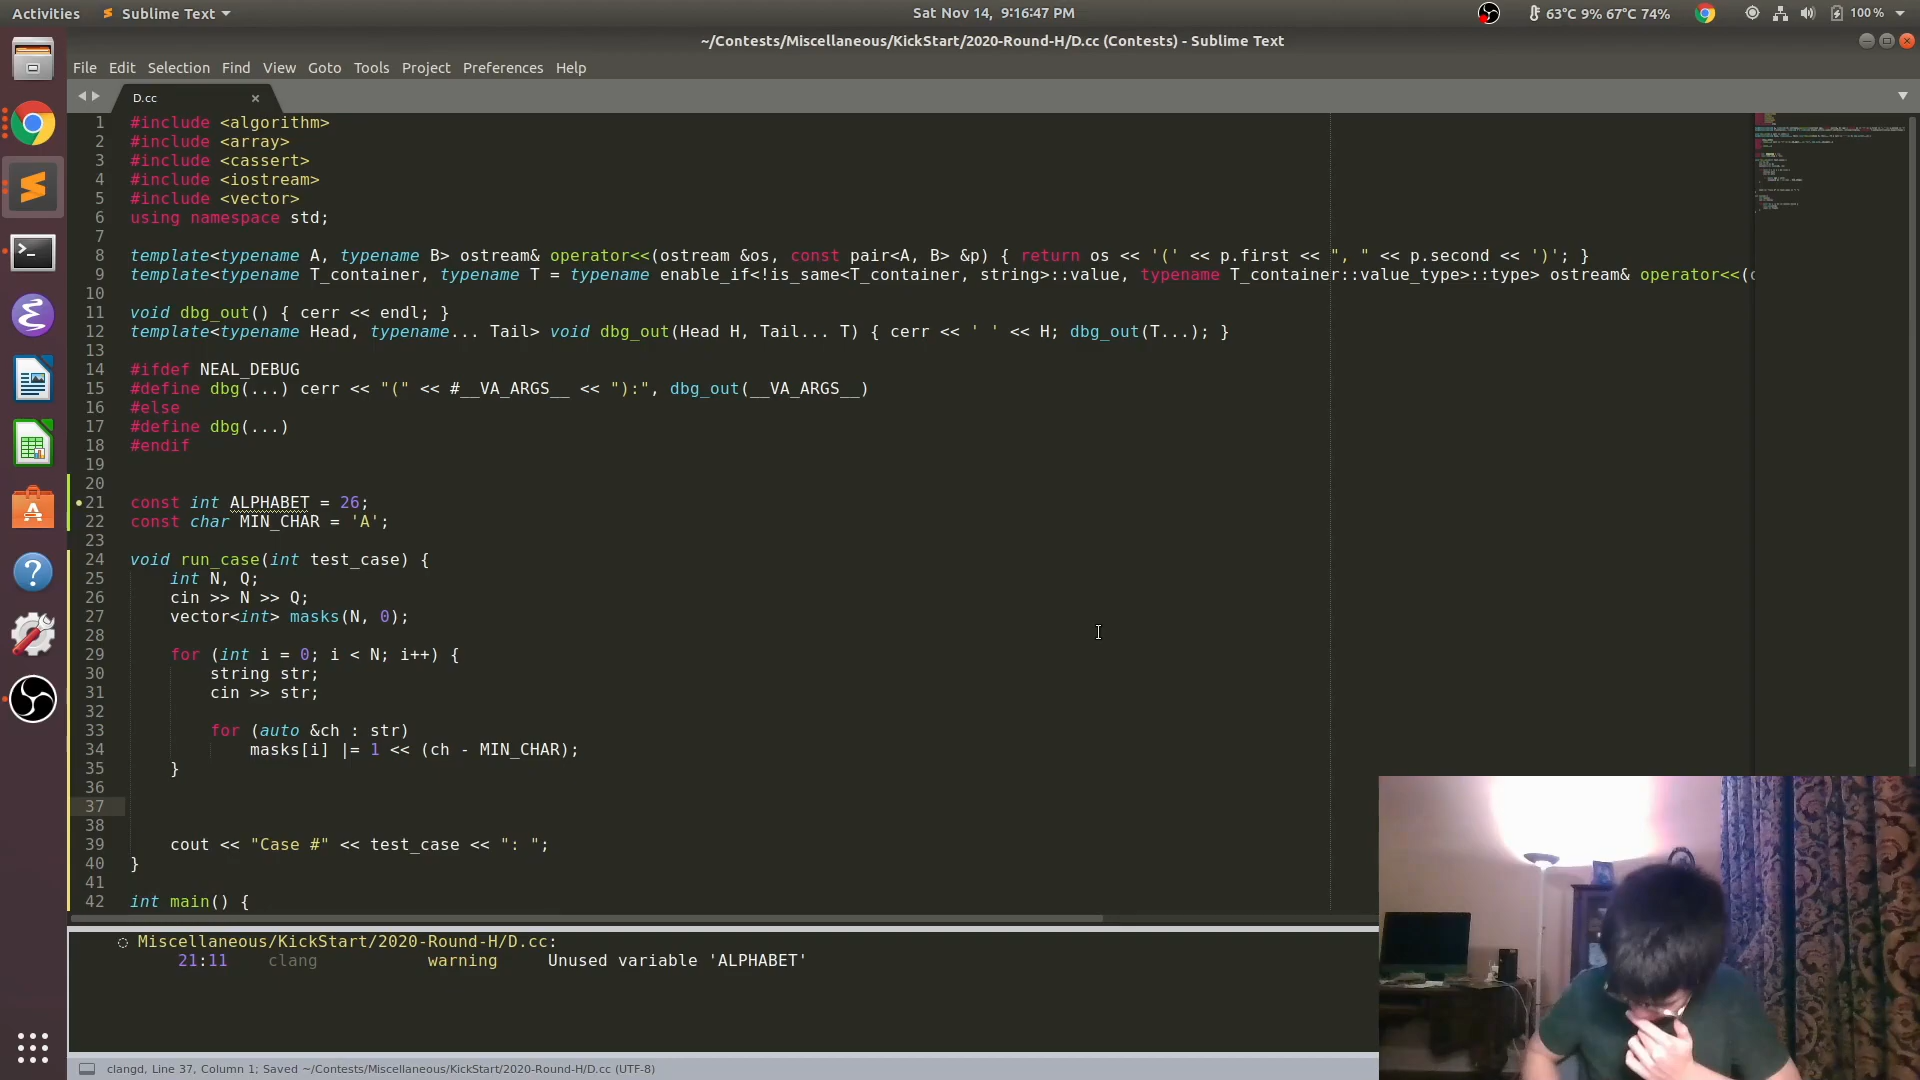 Activities
Sublime Text
Sat Nov 14, 9:16:47 PM
63°C 9% 67°C 74%
100 %
~/Contests/Miscellaneous/KickStart/2020-Round-H/D.cc (Contests) - Sublime Text
File Edit Selection Find View Goto Tools Project Preferences Help
D.cc ×
1 #include <algorithm>
2 #include <array>
3 #include <cassert>
4 #include <iostream>
5 #include <vector>
6 using namespace std;
7
8 template<typename A, typename B> ostream& operator<<(ostream &os, const pair<A, B> &p) { return os << '(' << p.first << ", " << p.second << ')'; }
9 template<typename T_container, typename T = typename enable_if<!is_same<T_container, string>::value, typename T_container::value_type>::type> ostream& operator<<(
10
11 void dbg_out() { cerr << endl; }
12 template<typename Head, typename... Tail> void dbg_out(Head H, Tail... T) { cerr << ' ' << H; dbg_out(T...); }
13
14 #ifdef NEAL_DEBUG
15 #define dbg(...) cerr << "(" << #__VA_ARGS__ << "):", dbg_out(__VA_ARGS__)
16 #else
17 #define dbg(...)
18 #endif
19
20
21 const int ALPHABET = 26;
22 const char MIN_CHAR = 'A';
23
24 void run_case(int test_case) {
25 int N, Q;
26 cin >> N >> Q;
27 vector<int> masks(N, 0);
28
29 for (int i = 0; i < N; i++) {
30 string str;
31 cin >> str;
32
33 for (auto &ch : str)
34 masks[i] |= 1 << (ch - MIN_CHAR);
35 }
36
37
38
39 cout << "Case #" << test_case << ": ";
40 }
41
42 int main() {
Miscellaneous/KickStart/2020-Round-H/D.cc:
21:11 clang warning Unused variable 'ALPHABET'
clangd, Line 37, Column 1; Saved ~/Contests/Miscellaneous/KickStart/2020-Round-H/D.cc (UTF-8)